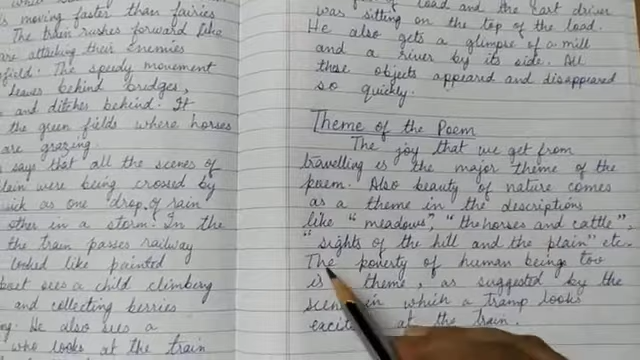 is moving faster than fairies
The train rushes forward like
are attacking their Enemies
field. The speedy movement
leaves behind bridges,
and ditches behind. It
the green fields where horses
are grazing.
says that all the scenes of
plain were being crossed by
as one drop of rain
other in a storm. In the
the train passes railway
looked like painted
poet sees a child climbing
and collecting berries
He also sees a
who looks at the train
of load and the cart driver
was sitting on the top of the load.
He also gets a glimpse of a mill
and a river by its side. All
these objects appeared and disappeared
so quickly.
Theme of the Poem
The joy that we get from
travelling is the major theme of the
poem. Also beauty of nature comes
as a theme in the descriptions
like "meadows", "the horses and cattle",
"sights of the hill and the plain" etc.
The poverty of human beings too
is theme, as suggested by the
in which a tramp looks
at the train.